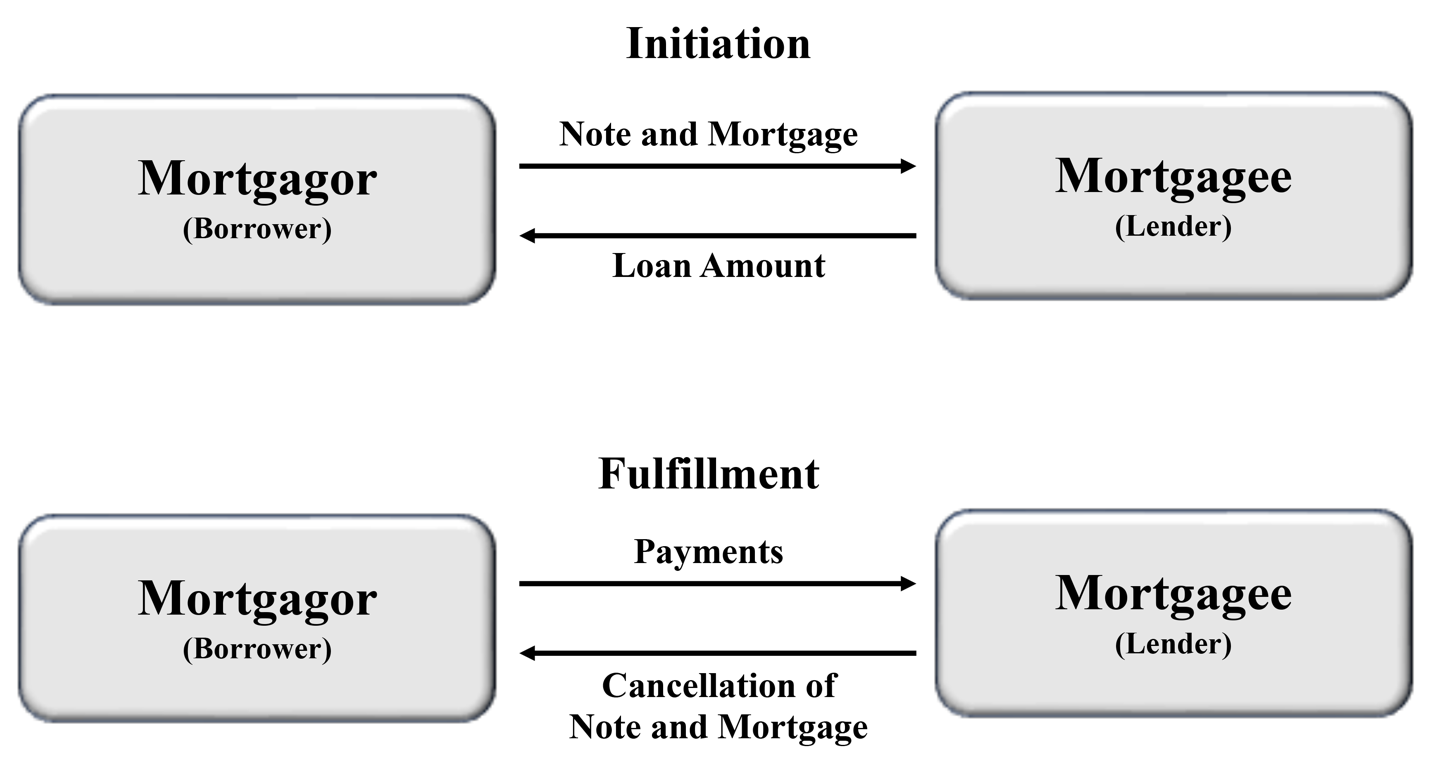 Initiation
Mortgagor
(Borrower)
Note and Mortgage
Loan Amount
Mortgagee
(Lender)
Fulfillment
Mortgagor
(Borrower)
Payments
Cancellation of
Note and Mortgage
Mortgagee
(Lender)